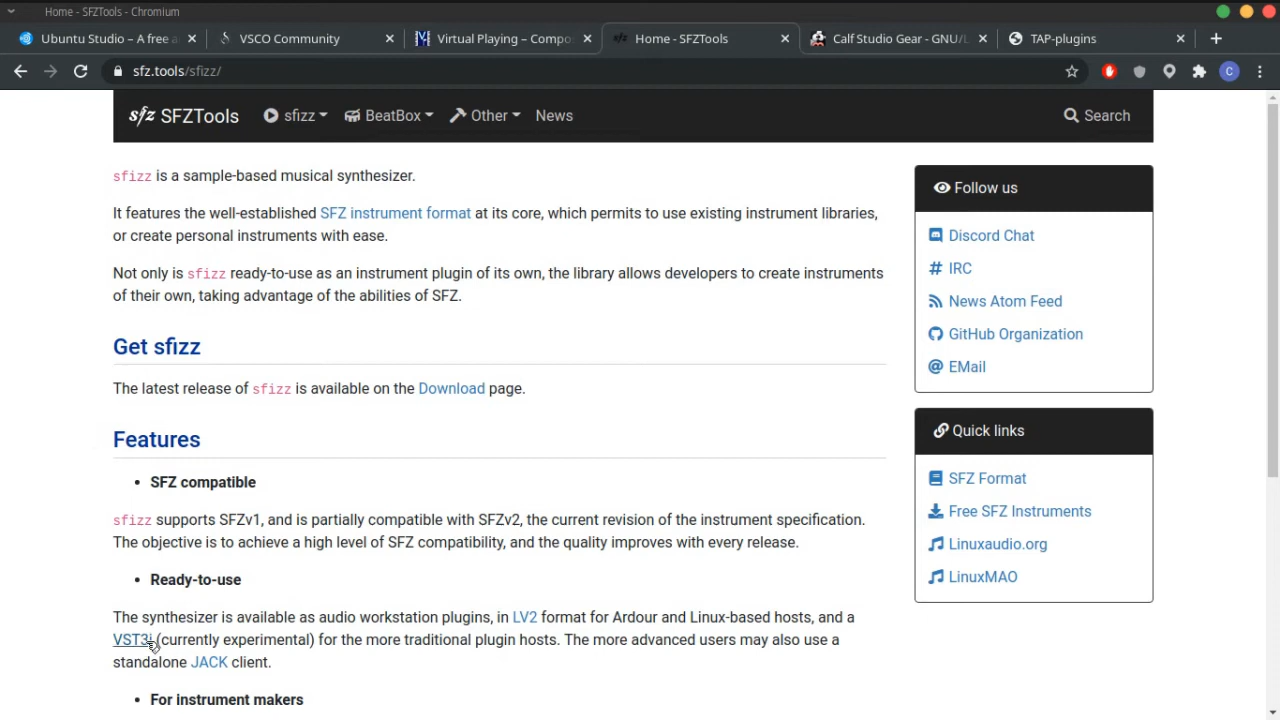 Home - SFZTools - Chromium
Ubuntu Studio – A free a
VSCO Community
Virtual Playing – Compo
Home - SFZTools
Calf Studio Gear - GNU/L
TAP-plugins
sfz.tools/sfizz/
C
sfz SFZTools
sfizz
BeatBox
Other
News
Search
sfizz is a sample-based musical synthesizer.
It features the well-established SFZ instrument format at its core, which permits to use existing instrument libraries,
or create personal instruments with ease.
Not only is sfizz ready-to-use as an instrument plugin of its own, the library allows developers to create instruments
of their own, taking advantage of the abilities of SFZ.
Get sfizz
The latest release of sfizz is available on the Download page.
Features
• SFZ compatible
sfizz supports SFZv1, and is partially compatible with SFZv2, the current revision of the instrument specification.
The objective is to achieve a high level of SFZ compatibility, and the quality improves with every release.
• Ready-to-use
The synthesizer is available as audio workstation plugins, in LV2 format for Ardour and Linux-based hosts, and a
VST3i (currently experimental) for the more traditional plugin hosts. The more advanced users may also use a
standalone JACK client.
• For instrument makers
Follow us
Discord Chat
IRC
News Atom Feed
GitHub Organization
EMail
Quick links
SFZ Format
Free SFZ Instruments
Linuxaudio.org
LinuxMAO